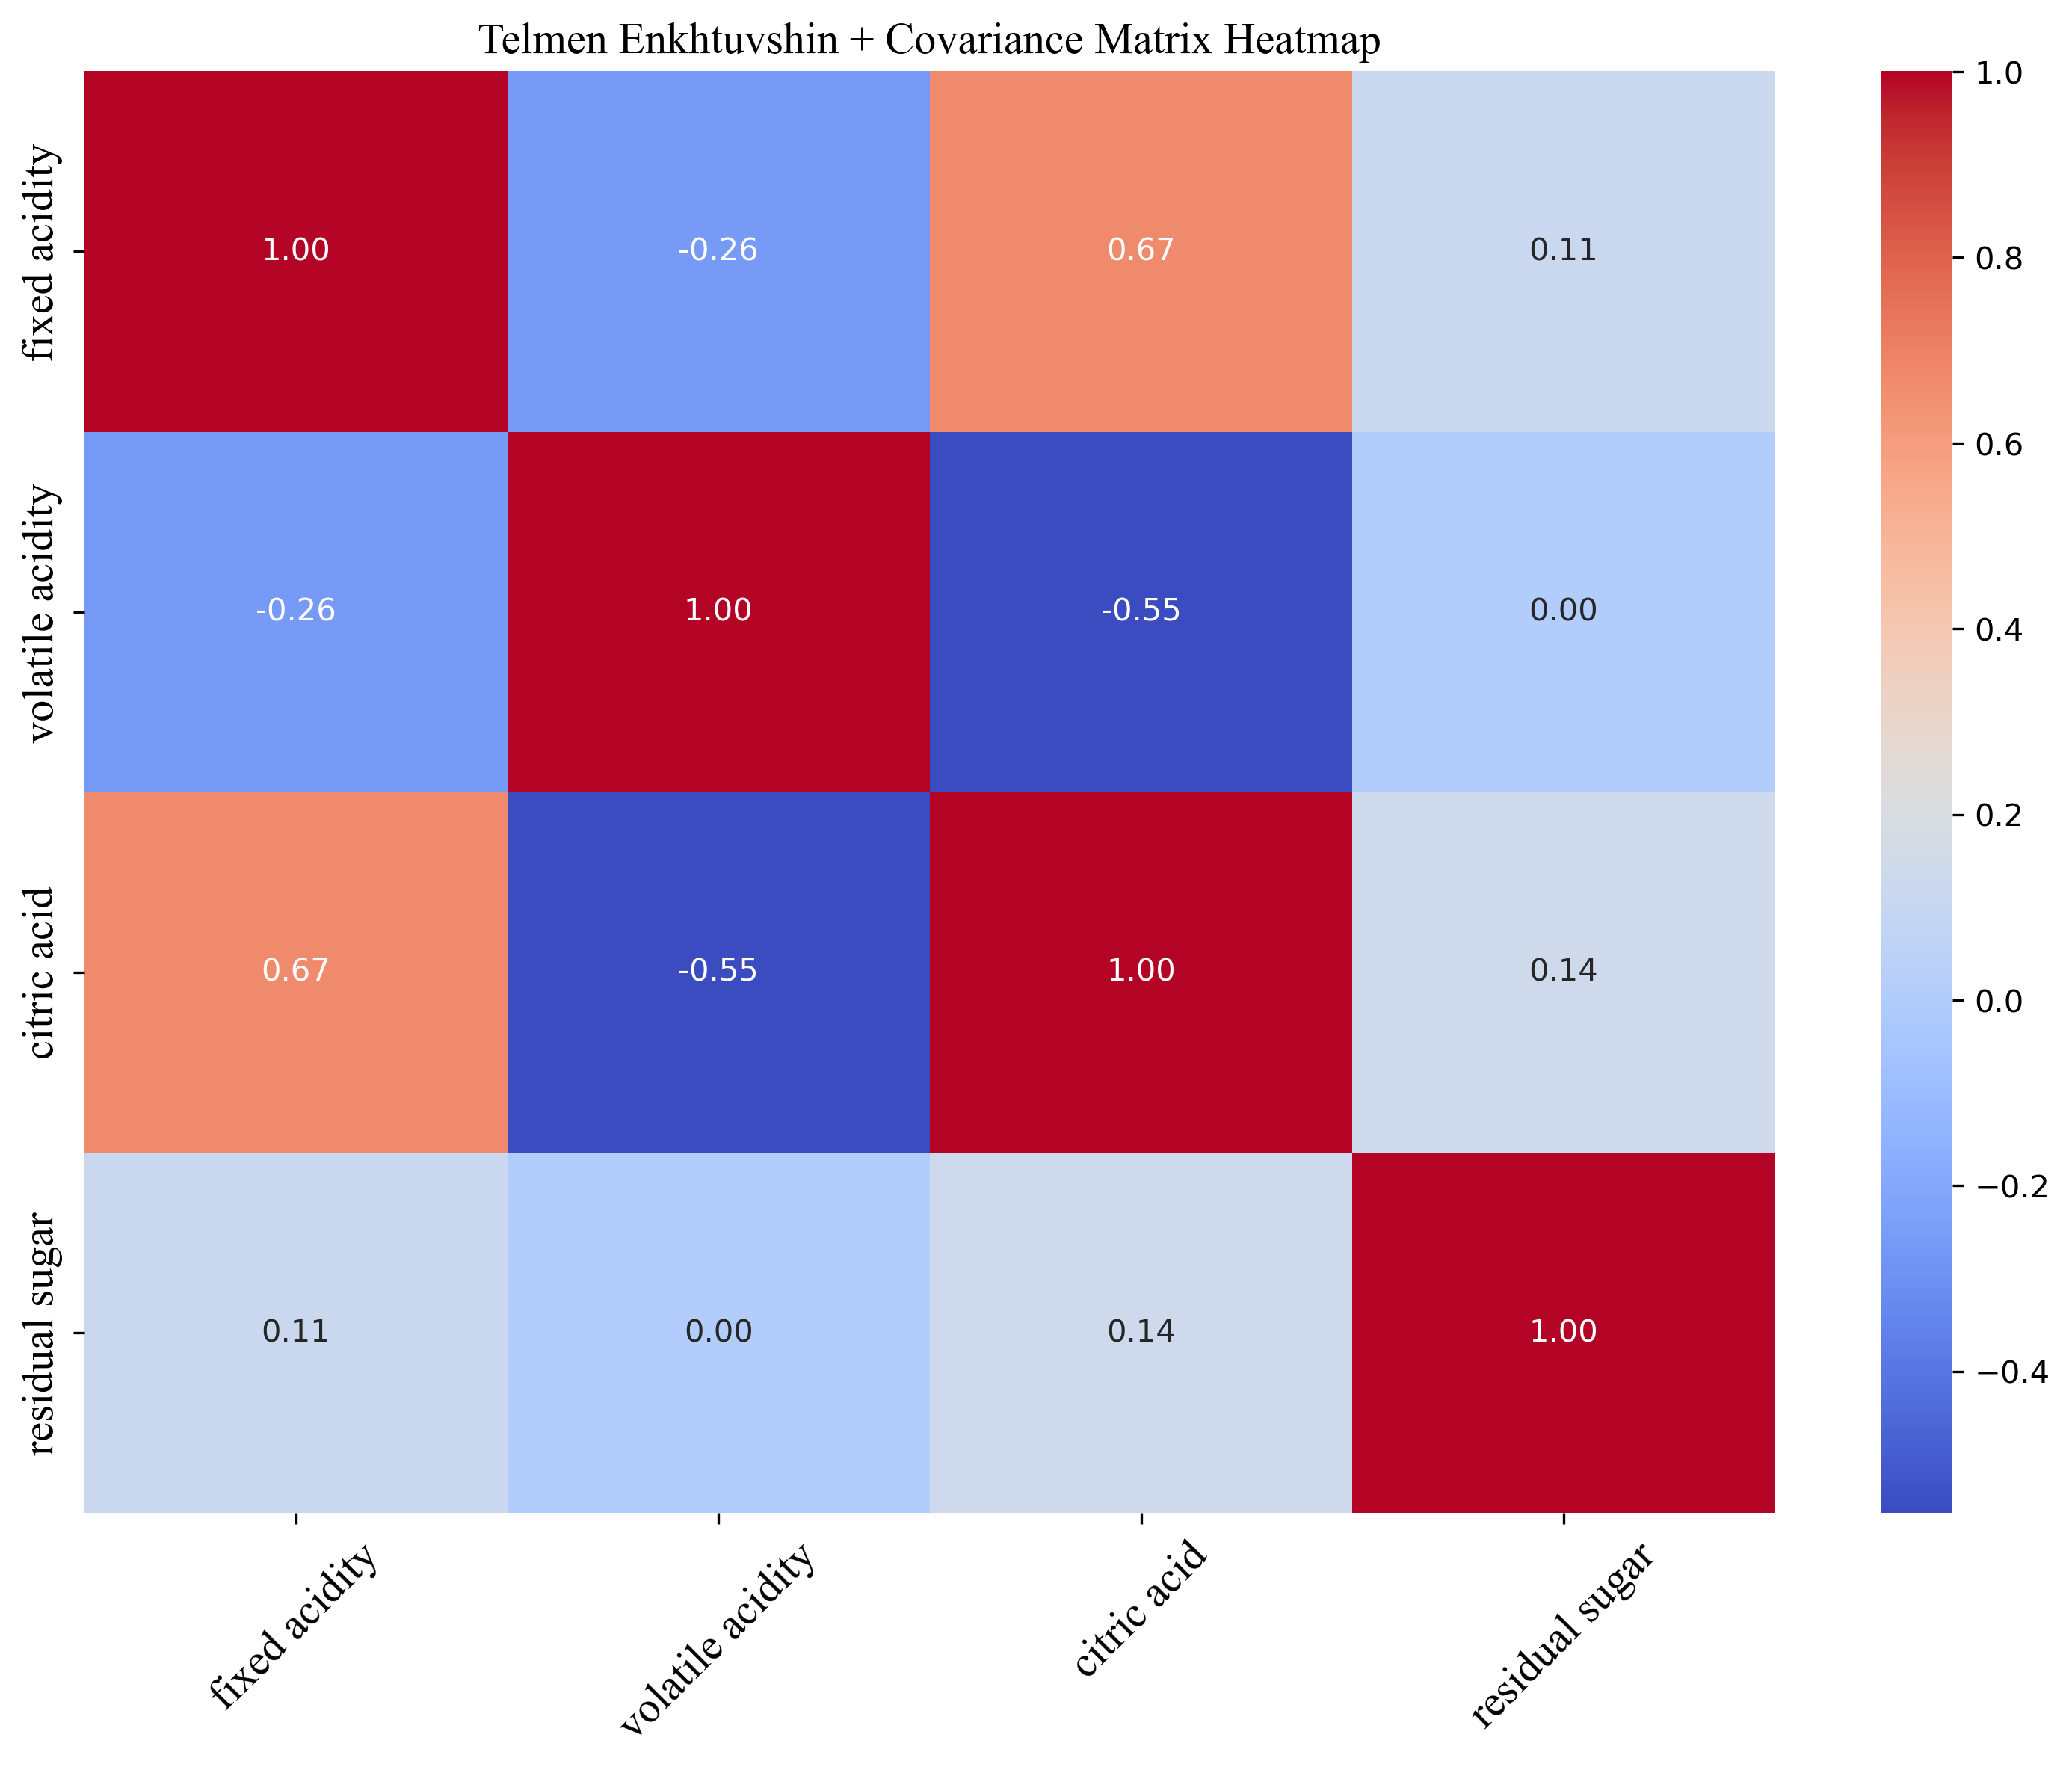 Telmen Enkhtuvshin + Covariance Matrix Heatmap
fixed acidity
1.00 -0.26 0.67 0.11
volatile acidity
-0.26 1.00 -0.55 0.00
citric acid
0.67 -0.55 1.00 0.14
residual sugar
0.11 0.00 0.14 1.00
fixed acidity
volatile acidity
citric acid
residual sugar
1.0
0.8
0.6
0.4
0.2
0.0
−0.2
−0.4